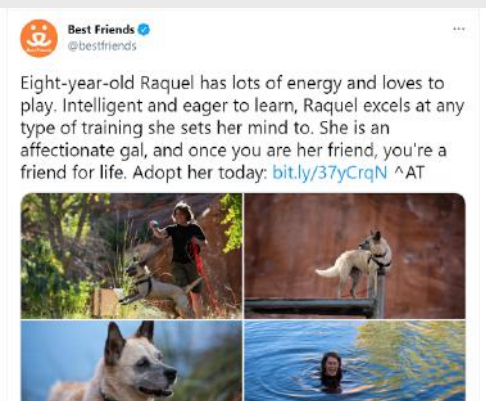 Best Friends
@bestfriends
Eight-year-old Raquel has lots of energy and loves to
play. Intelligent and eager to learn, Raquel excels at any
type of training she sets her mind to. She is an
affectionate gal, and once you are her friend, you're a
friend for life. Adopt her today: bit.ly/37yCrqN ^AT